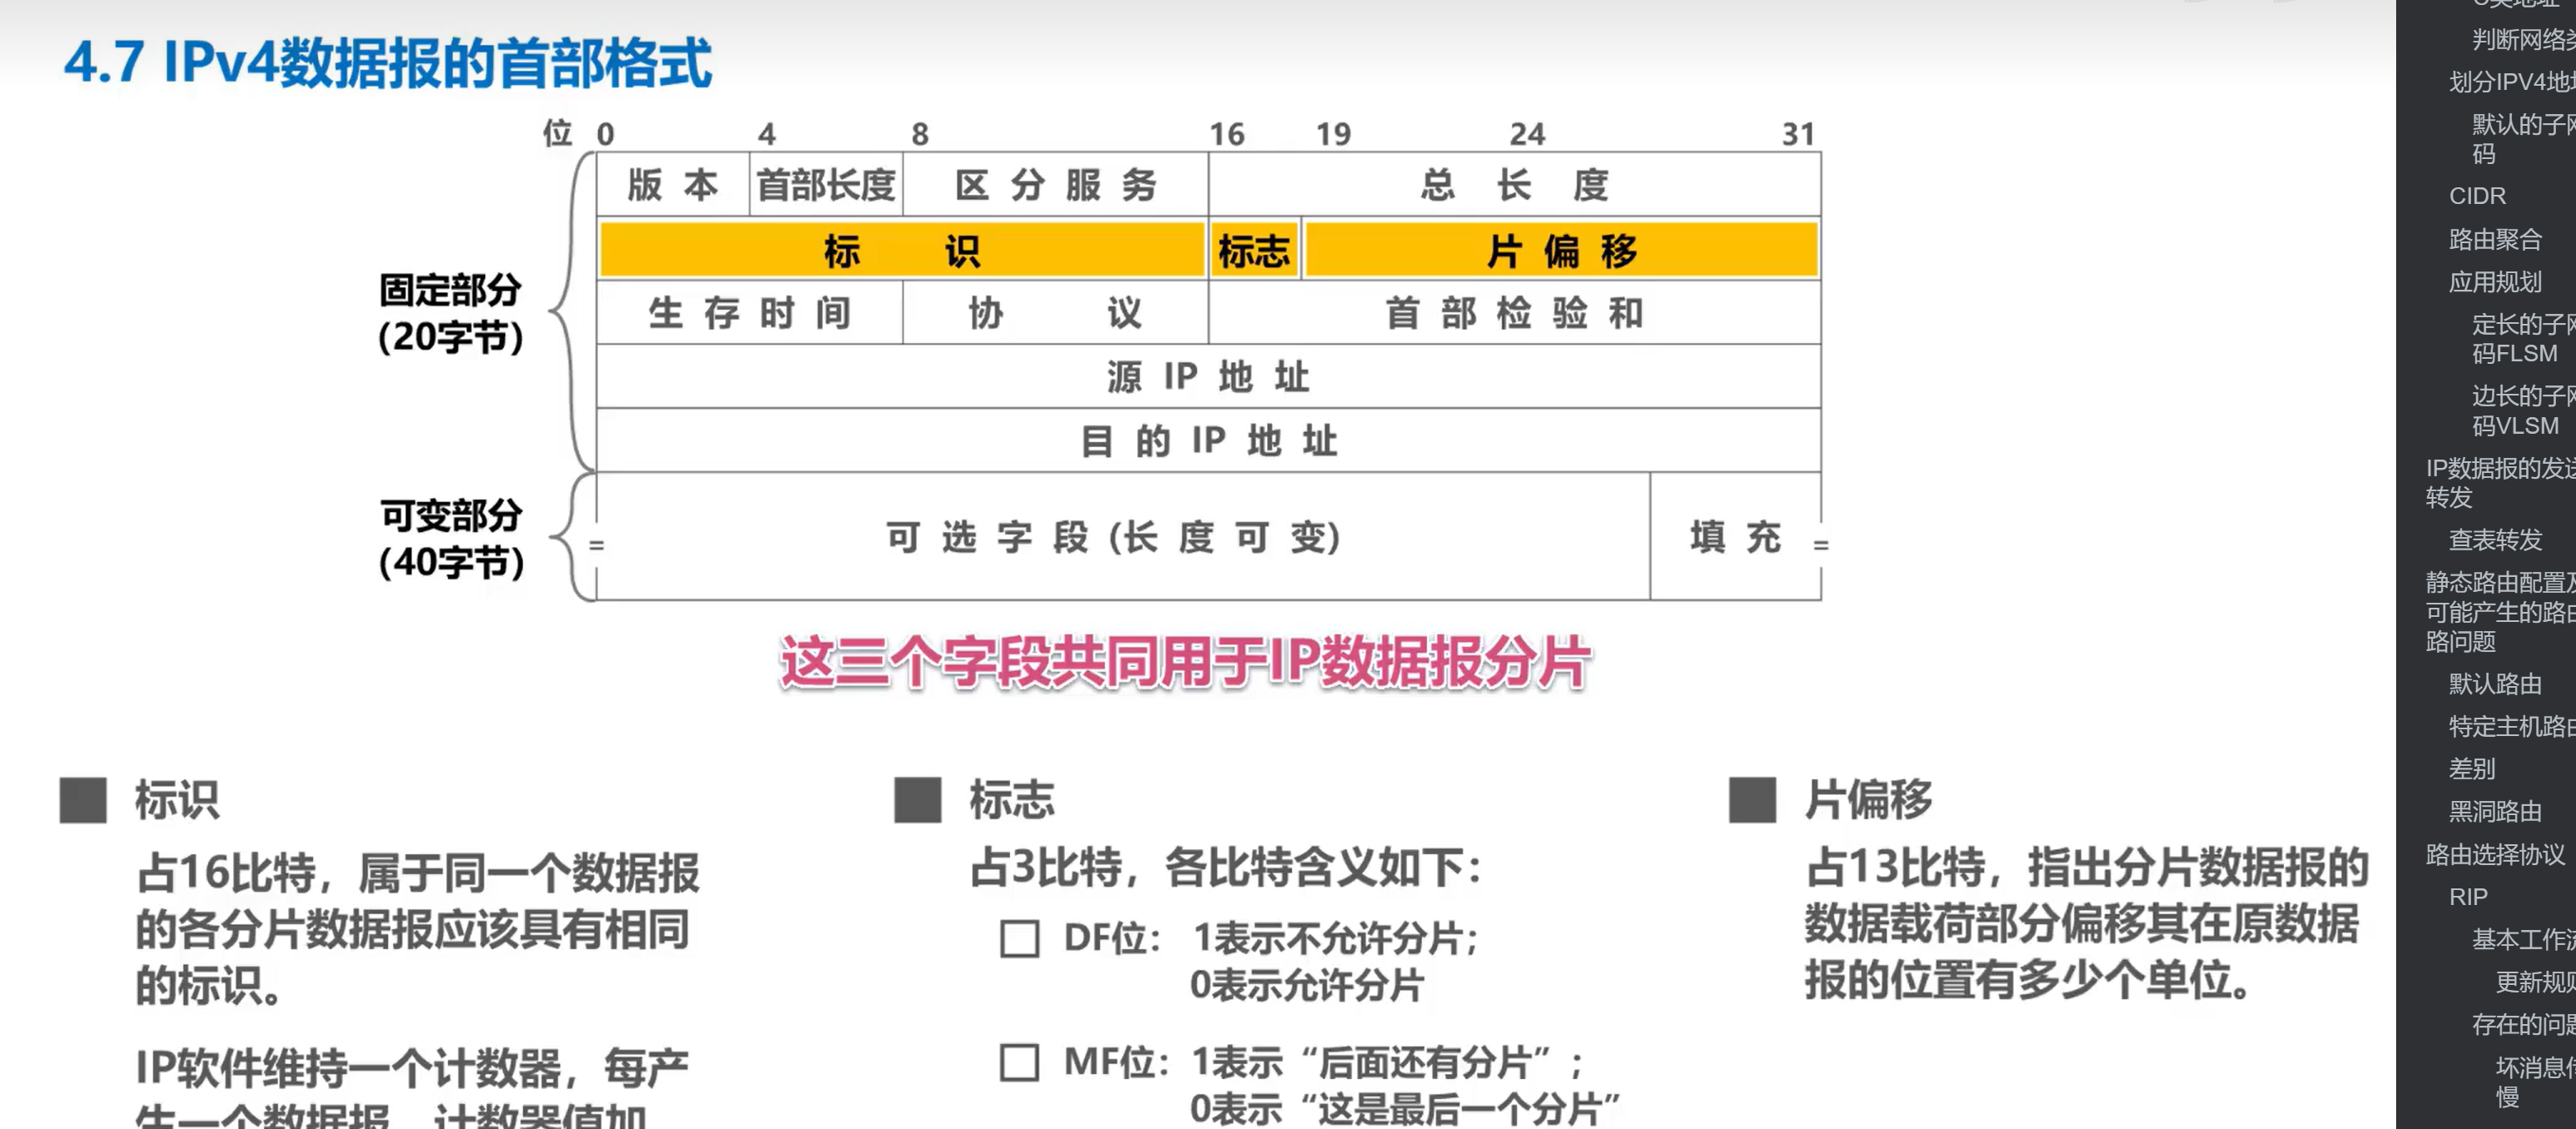 4.7 IPv4数据报的首部格式
位 0 4 8 16 19 24 31
版 本 首部长度 区 分 服 务 总 长 度
标 识 标志 片 偏 移
生 存 时 间 协 议 首 部 检 验 和
源 IP 地 址
目 的 IP 地 址
可 选 字 段 (长 度 可 变) 填 充
固定部分
(20字节)
可变部分
(40字节)
这三个字段共同用于IP数据报分片
标识
占16比特，属于同一个数据报
的各分片数据报应该具有相同
的标识。
IP软件维持一个计数器，每产
生一个数据报，计数器值加
标志
占3比特，各比特含义如下：
DF位： 1表示不允许分片；
0表示允许分片
MF位：1表示“后面还有分片”；
0表示“这是最后一个分片”
片偏移
占13比特，指出分片数据报的
数据载荷部分偏移其在原数据
报的位置有多少个单位。
C类地址
判断网络类
划分IPV4地
默认的子
码
CIDR
路由聚合
应用规划
定长的子
码FLSM
边长的子
码VLSM
IP数据报的发
转发
查表转发
静态路由配置
可能产生的路
路问题
默认路由
特定主机路
差别
黑洞路由
路由选择协议
RIP
基本工作
更新规
存在的问
坏消息
慢